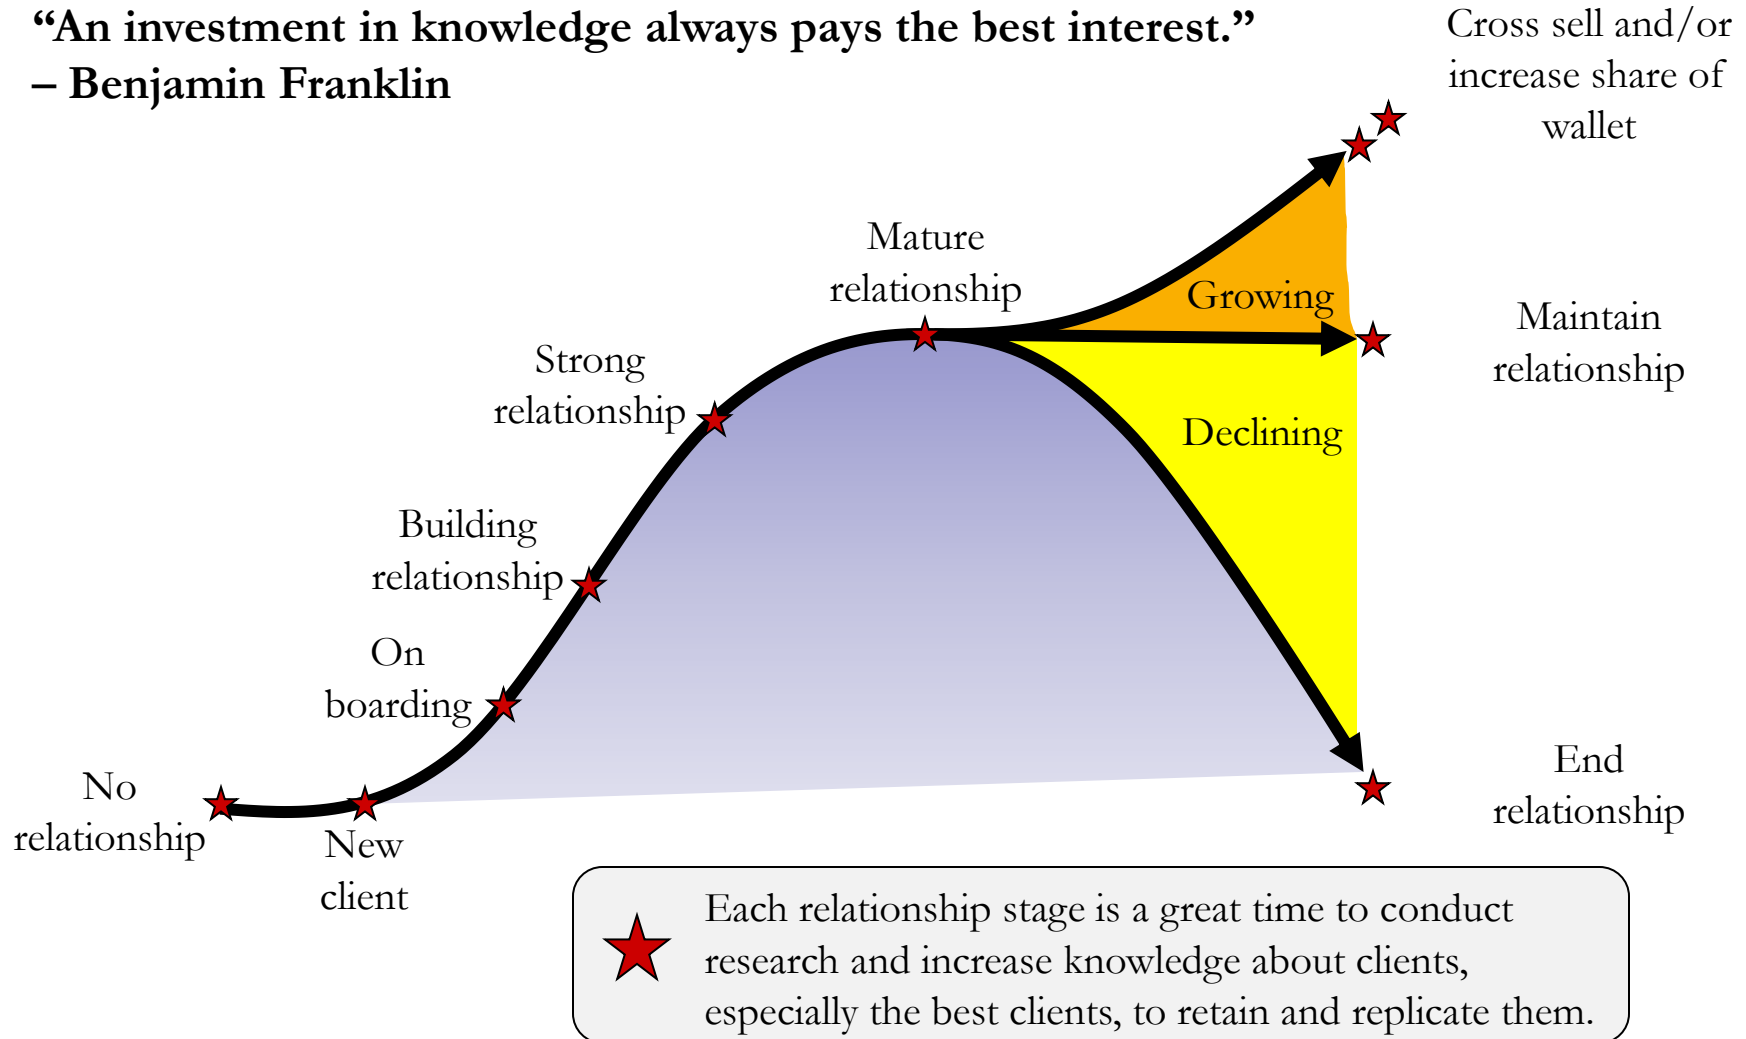 “An investment in knowledge always pays the best interest.”
– Benjamin Franklin
Cross sell and/or
increase share of
wallet
Mature
relationship
Growing
Maintain
relationship
Strong
relationship
Declining
Building
relationship
On
boarding
No
relationship
New
client
End
relationship
Each relationship stage is a great time to conduct
research and increase knowledge about clients,
especially the best clients, to retain and replicate them.